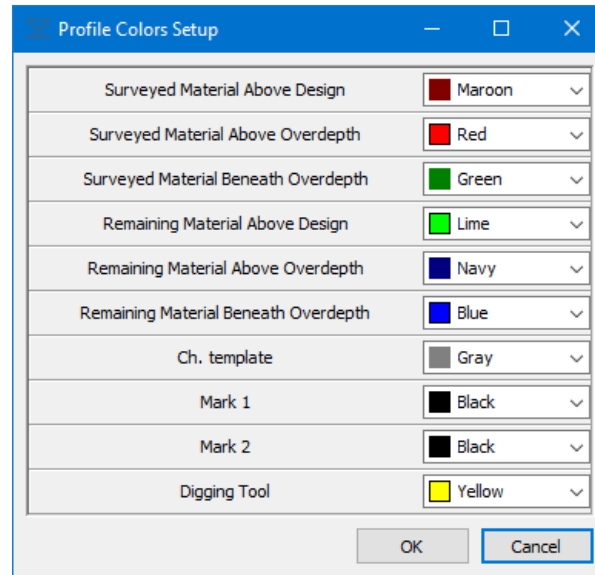 Profile Colors Setup
Surveyed Material Above Design Maroon
Surveyed Material Above Overdepth Red
Surveyed Material Beneath Overdepth Green
Remaining Material Above Design Lime
Remaining Material Above Overdepth Navy
Remaining Material Beneath Overdepth Blue
Ch. template Gray
Mark 1 Black
Mark 2 Black
Digging Tool Yellow
OK Cancel